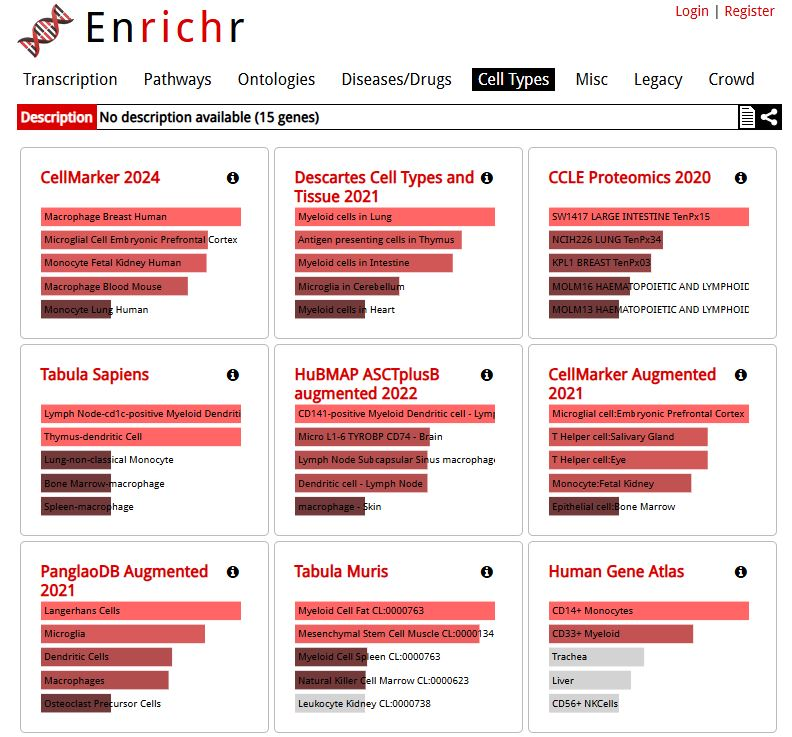 Enrichr
Login | Register
Transcription Pathways Ontologies Diseases/Drugs Cell Types Misc Legacy Crowd
Description No description available (15 genes)
CellMarker 2024
Macrophage Breast Human
Microglial Cell Embryonic Prefrontal Cortex
Monocyte Fetal Kidney Human
Macrophage Blood Mouse
Monocyte Lung Human
Descartes Cell Types and
Tissue 2021
Myeloid cells in Lung
Antigen presenting cells in Thymus
Myeloid cells in Intestine
Microglia in Cerebellum
Myeloid cells in Heart
CCLE Proteomics 2020
SW1417 LARGE INTESTINE TenPx15
NCIH226 LUNG TenPx34
KPL1 BREAST TenPx03
MOLM16 HAEMATOPOIETIC AND LYMPHOID
MOLM13 HAEMATOPOIETIC AND LYMPHOID
Tabula Sapiens
Lymph Node-cd1c-positive Myeloid Dendriti
Thymus-dendritic Cell
Lung-non-classical Monocyte
Bone Marrow-macrophage
Spleen-macrophage
HuBMAP ASCTplusB
augmented 2022
CD141-positive Myeloid Dendritic cell - Lymp
Micro L1-6 TYROBP CD74 - Brain
Lymph Node Subcapsular Sinus macrophage
Dendritic cell - Lymph Node
macrophage - Skin
CellMarker Augmented
2021
Microglial cell:Embryonic Prefrontal Cortex
T Helper cell:Salivary Gland
T Helper cell:Eye
Monocyte:Fetal Kidney
Epithelial cell:Bone Marrow
PanglaoDB Augmented
2021
Langerhans Cells
Microglia
Dendritic Cells
Macrophages
Osteoclast Precursor Cells
Tabula Muris
Myeloid Cell Fat CL:0000763
Mesenchymal Stem Cell Muscle CL:0000134
Myeloid Cell Spleen CL:0000763
Natural Killer Cell Marrow CL:0000623
Leukocyte Kidney CL:0000738
Human Gene Atlas
CD14+ Monocytes
CD33+ Myeloid
Trachea
Liver
CD56+ NKCells